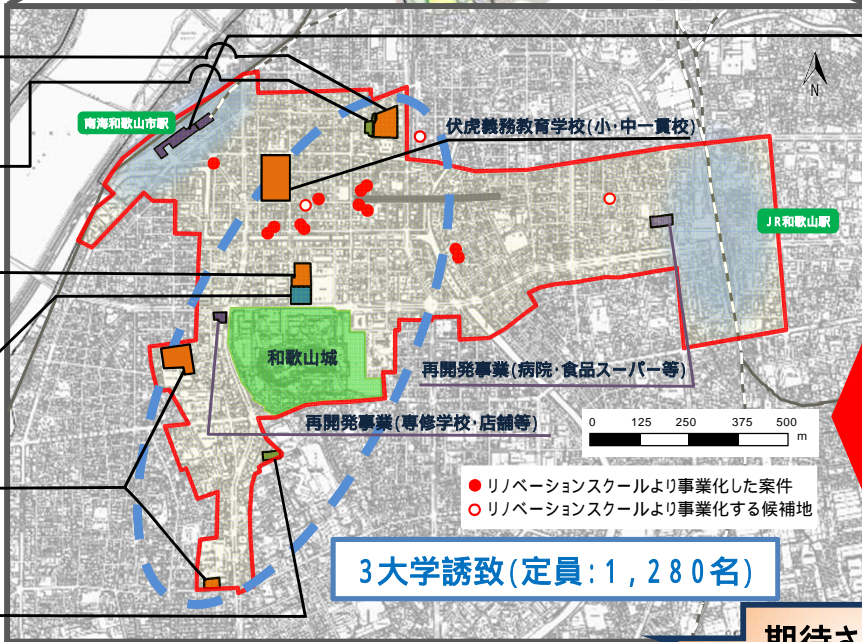 N
南海和歌山市駅
伏虎義務教育学校(小・中一貫校)
JR和歌山駅
和歌山城
再開発事業(病院・食品スーパー等)
再開発事業(専修学校・店舗等)
0 125 250 375 500
m
リノベーションスクールより事業化した案件
リノベーションスクールより事業化する候補地
3大学誘致(定員:1,280名)
期待さ